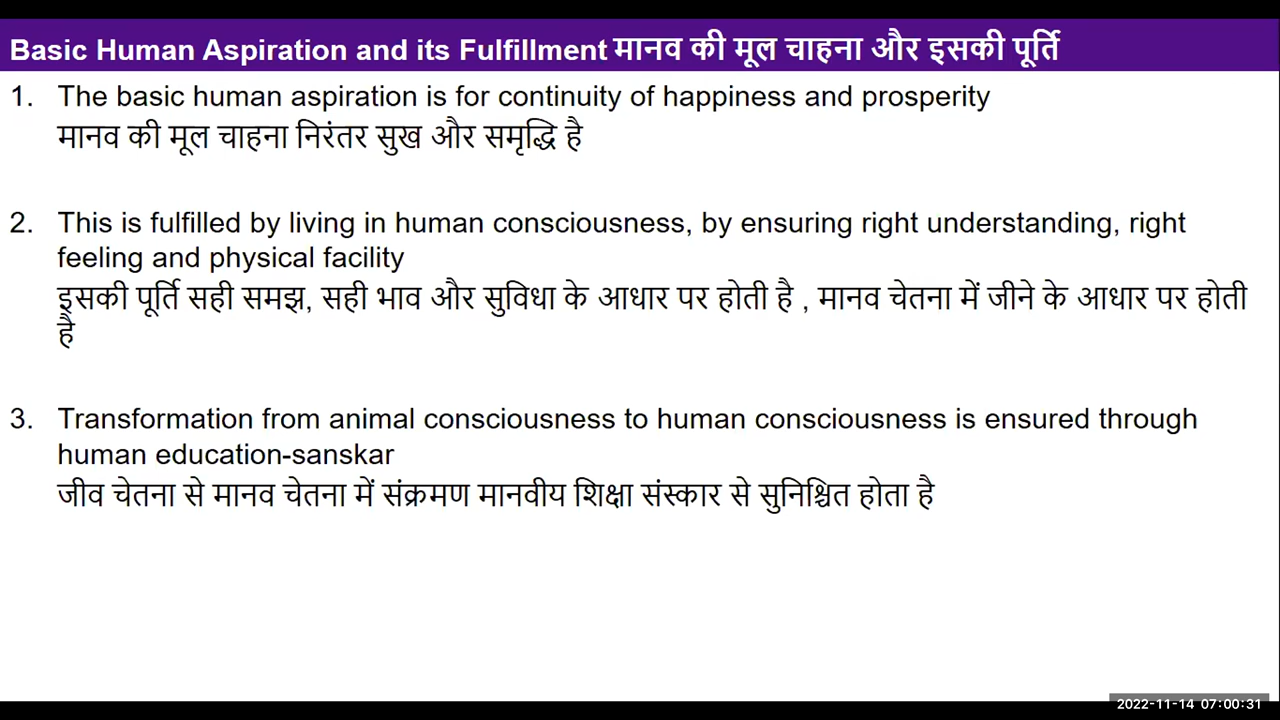 Basic Human Aspiration and its Fulfillment मानव की मूल चाहना और इसकी पूर्ति
1. The basic human aspiration is for continuity of happiness and prosperity
मानव की मूल चाहना निरंतर सुख और समृद्धि है
2. This is fulfilled by living in human consciousness, by ensuring right understanding, right
feeling and physical facility
इसकी पूर्ति सही समझ, सही भाव और सुविधा के आधार पर होती है , मानव चेतना में जीने के आधार पर होती
है
3. Transformation from animal consciousness to human consciousness is ensured through
human education-sanskar
जीव चेतना से मानव चेतना में संक्रमण मानवीय शिक्षा संस्कार से सुनिश्चित होता है
2022-11-14 07:00:31